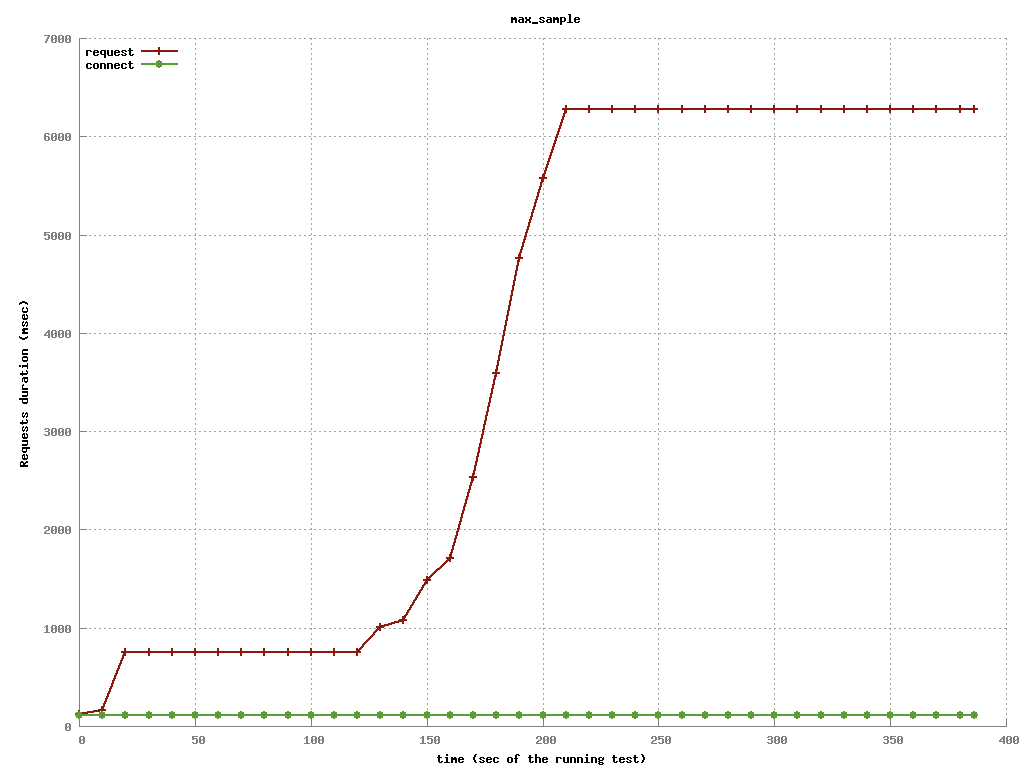 max_sample
7000
request
connect
6000
5000
4000
3000
2000
1000
0
Requests duration (msec)
0 50 100 150 200 250 300 350 400
time (sec of the running test)